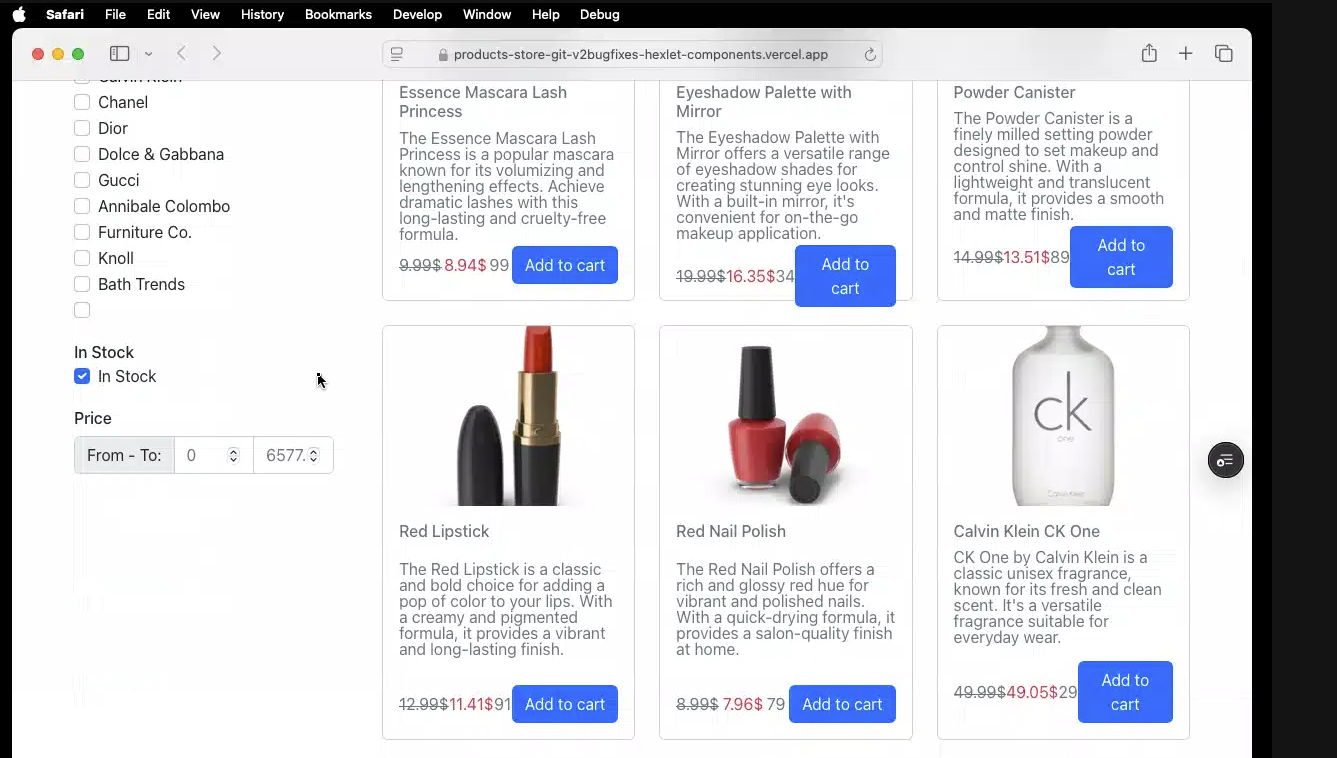 Safari File Edit View History Bookmarks Develop Window Help Debug
products-store-git-v2bugfixes-hexlet-components.vercel.app
Calvin Klein
Chanel
Dior
Dolce & Gabbana
Gucci
Annibale Colombo
Furniture Co.
Knoll
Bath Trends
In Stock
In Stock
Price
From - To:
0
6577.
Essence Mascara Lash
Princess
The Essence Mascara Lash
Princess is a popular mascara
known for its volumizing and
lengthening effects. Achieve
dramatic lashes with this
long-lasting and cruelty-free
formula.
9.99$ 8.94$ 99 Add to cart
Eyeshadow Palette with
Mirror
The Eyeshadow Palette with
Mirror offers a versatile range
of eyeshadow shades for
creating stunning eye looks.
With a built-in mirror, it's
convenient for on-the-go
makeup application.
19.99$16.35$34
Add to
cart
Powder Canister
The Powder Canister is a
finely milled setting powder
designed to set makeup and
control shine. With a
lightweight and translucent
formula, it provides a smooth
and matte finish.
14.99$13.51$89
Add to
cart
Red Lipstick
The Red Lipstick is a classic
and bold choice for adding a
pop of color to your lips. With
a creamy and pigmented
formula, it provides a vibrant
and long-lasting finish.
12.99$11.41$91 Add to cart
Red Nail Polish
The Red Nail Polish offers a
rich and glossy red hue for
vibrant and polished nails.
With a quick-drying formula, it
provides a salon-quality finish
at home.
8.99$ 7.96$ 79 Add to cart
ck
one
Calvin Klein
Calvin Klein CK One
CK One by Calvin Klein is a
classic unisex fragrance,
known for its fresh and clean
scent. It's a versatile
fragrance suitable for
everyday wear.
49.99$49.05$29
Add to
cart